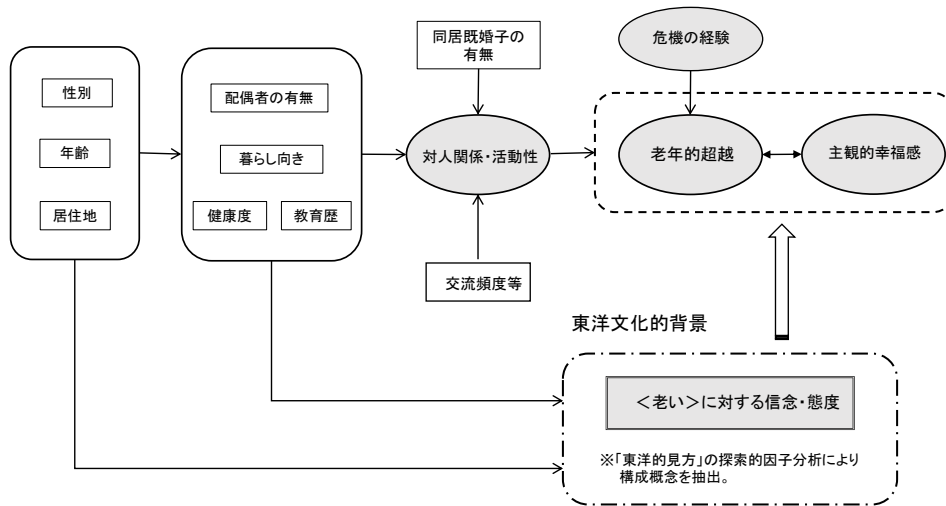 同居既婚子の
有無
危機の経験
性別
年齢
居住地
配偶者の有無
暮らし向き
健康度
教育歴
対人関係・活動性
老年的超越
主観的幸福感
交流頻度等
東洋文化的背景
<老い>に対する信念・態度
※「東洋的見方」の探索的因子分析により
構成概念を抽出。